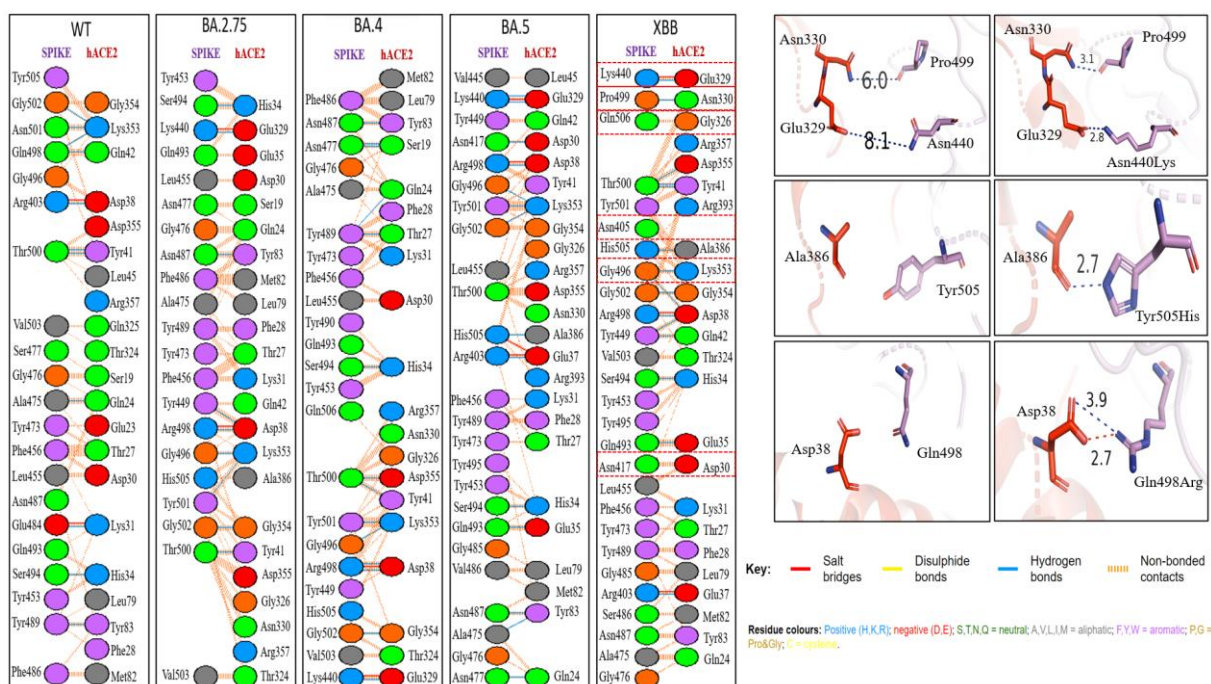 WT
SPIKE hACE2
Tyr505
Gly502 Gly354
Asn501 Lys353
Gln498 Gln42
Gly496
Arg403 Asp38
Asp355
Thr500 Tyr41
Leu45
Arg357
Val503 Gln325
Ser477 Thr324
Gly476 Ser19
Ala475 Gln24
Tyr473 Glu23
Phe456 Thr27
Leu455 Asp30
Asn487
Glu484 Lys31
Gln493
Ser494 His34
Tyr453 Leu79
Tyr489 Tyr83
Phe28
Phe486 Met82
BA.2.75
SPIKE hACE2
Tyr453
Ser494 His34
Lys440 Glu329
Gln493 Glu35
Leu455 Asp30
Asn477 Ser19
Gly476 Gln24
Asn487 Tyr83
Phe486 Met82
Ala475 Leu79
Tyr489 Phe28
Tyr473 Thr27
Phe456 Lys31
Tyr449 Gln42
Arg498 Asp38
Gly496 Lys353
His505 Ala386
Tyr501
Gly502 Gly354
Thr500 Tyr41
Asp355
Gly326
Asn330
Arg357
Val503 Thr324
BA.4
SPIKE hACE2
Met82
Phe486 Leu79
Asn487 Tyr83
Asn477 Ser19
Gly476
Ala475 Gln24
Phe28
Tyr489 Thr27
Tyr473 Lys31
Phe456
Leu455 Asp30
Tyr490
Gln493
Ser494 His34
Tyr453
Gln506 Arg357
Asn330
Gly326
Thr500 Asp355
Tyr41
Tyr501 Lys353
Gly496
Arg498 Asp38
Tyr449
His505
Gly502 Gly354
Val503 Thr324
Lys440 Glu329
BA.5
SPIKE hACE2
Val445 Leu45
Lys440 Glu329
Tyr449 Gln42
Asn417 Asp30
Arg498 Asp38
Gly496 Tyr41
Tyr501 Lys353
Gly502 Gly354
Gly326
Leu455 Arg357
Thr500 Asp355
Asn330
His505 Ala386
Arg403 Glu37
Arg393
Phe456 Lys31
Tyr489 Phe28
Tyr473 Thr27
Tyr495
Tyr453
Ser494 His34
Gln493 Glu35
Gly485
Val486 Leu79
Met82
Asn487 Tyr83
Ala475
Gly476
Asn477 Gln24
XBB
SPIKE hACE2
Lys440 Glu329
Pro499 Asn330
Gln506 Gly326
Arg357
Asp355
Thr500 Tyr41
Tyr501 Arg393
Asn405
His505 Ala386
Gly496 Lys353
Gly502 Gly354
Arg498 Asp38
Tyr449 Gln42
Val503 Thr324
Ser494 His34
Tyr453
Tyr495
Gln493 Glu35
Asn417 Asp30
Leu455
Phe456 Lys31
Tyr473 Thr27
Tyr489 Phe28
Gly485 Leu79
Arg403 Glu37
Ser486 Met82
Asn487 Tyr83
Ala475 Gln24
Gly476
Asn330
Pro499
6.0
Glu329
8.1
Asn440
Asn330
Pro499
3.1
Glu329
2.8
Asn440Lys
Ala386
Tyr505
Ala386
2.7
Tyr505His
Asp38
Gln498
Asp38
3.9
2.7
Gln498Arg
Key: Salt bridges Disulphide bonds Hydrogen bonds Non-bonded contacts
Residue colours: Positive (H,K,R); negative (D,E); S,T,N,Q = neutral; A,V,L,I,M = aliphatic; F,Y,W = aromatic; P,G =
Pro&Gly; C = cysteine.